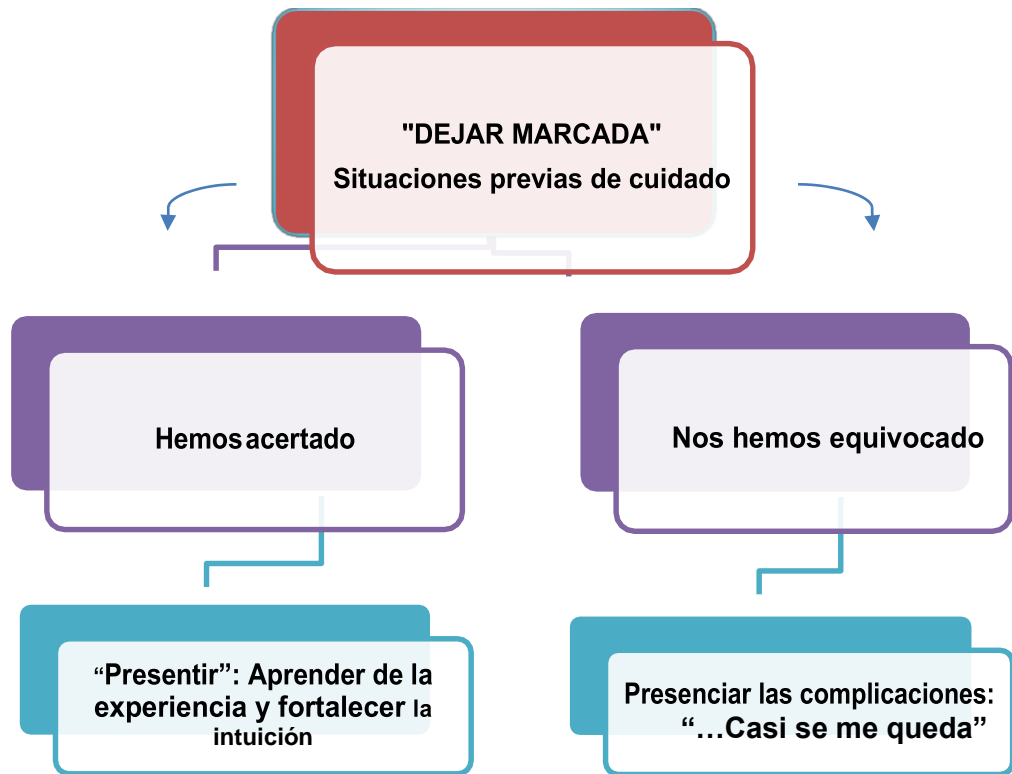 "DEJAR MARCADA"
Situaciones previas de cuidado
Hemos acertado
Nos hemos equivocado
“Presentir”: Aprender de la
experiencia y fortalecer la
intuición
Presenciar las complicaciones:
“…Casi se me queda”